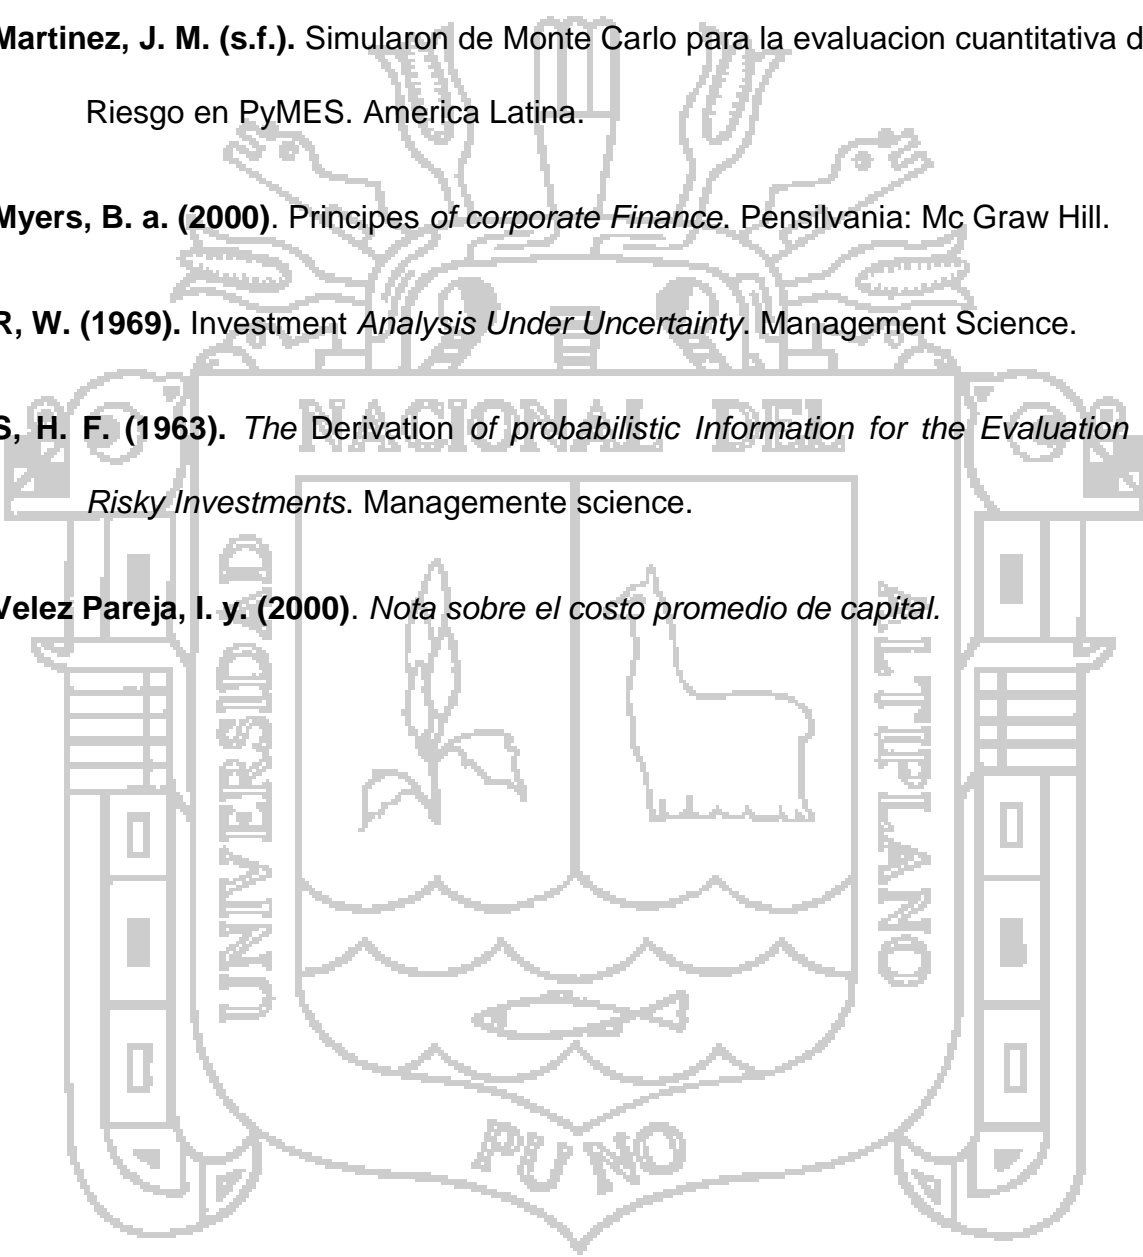 Martinez, J. M. (s.f.). Simularon de Monte Carlo para la evaluacion cuantitativa d
Riesgo en PyMES. America Latina.
Myers, B. a. (2000). Principes of corporate Finance. Pensilvania: Mc Graw Hill.
R, W. (1969). Investment Analysis Under Uncertainty. Management Science.
S, H. F. (1963). The Derivation of probabilistic Information for the Evaluation
Risky Investments. Managemente science.
Velez Pareja, I. y. (2000). Nota sobre el costo promedio de capital.
UNIVERSIDAD
NACIONAL DEL
ALTIPLANO
PUNO